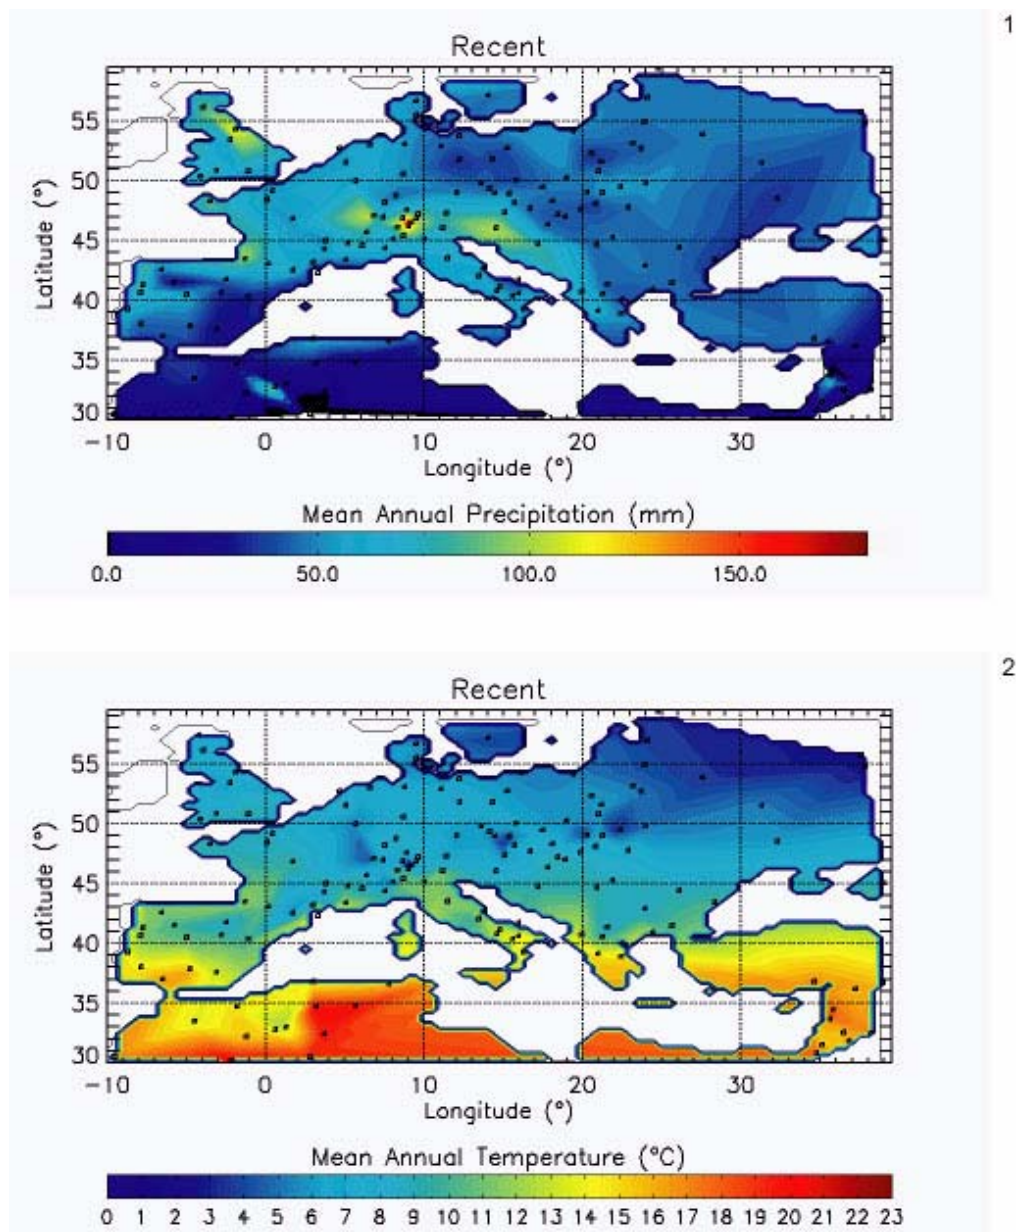 1
Recent
55
50
45
40
35
30
Latitude (°)
-10 0 10 20 30
Longitude (°)
Mean Annual Precipitation (mm)
0.0 50.0 100.0 150.0
2
Recent
55
50
45
40
35
30
Latitude (°)
-10 0 10 20 30
Longitude (°)
Mean Annual Temperature (°C)
0 1 2 3 4 5 6 7 8 9 10 11 12 13 14 15 16 17 18 19 20 21 22 23